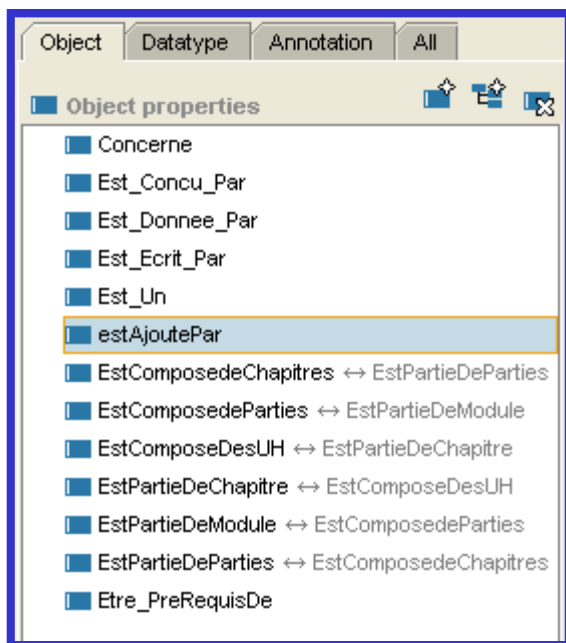 Object Datatype Annotation All
Object properties
Concerne
Est_Concu_Par
Est_Donnee_Par
Est_Ecrit_Par
Est_Un
estAjoutePar
EstComposedeChapitres ↔ EstPartieDeParties
EstComposedeParties ↔ EstPartieDeModule
EstComposeDesUH ↔ EstPartieDeChapitre
EstPartieDeChapitre ↔ EstComposeDesUH
EstPartieDeModule ↔ EstComposedeParties
EstPartieDeParties ↔ EstComposedeChapitres
Etre_PreRequisDe